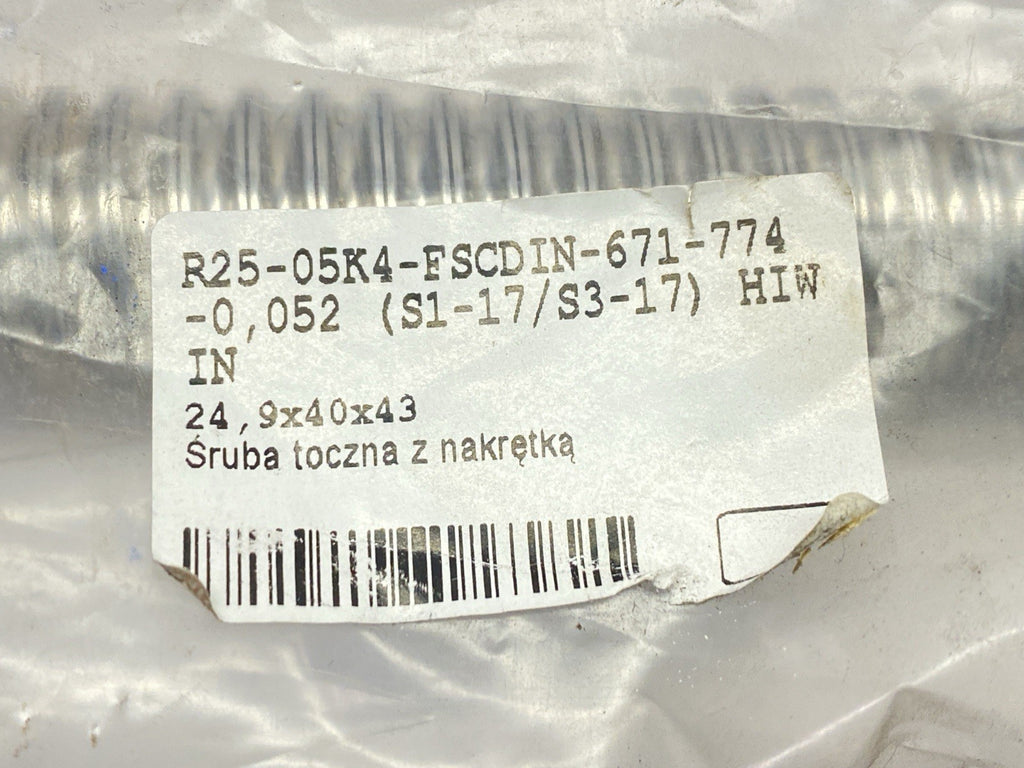 R25-05K4-FSCDIN-671-774
-0,052 (S1-17/S3-17) HIW
IN
24,9x40x43
Śruba toczna z nakrętką